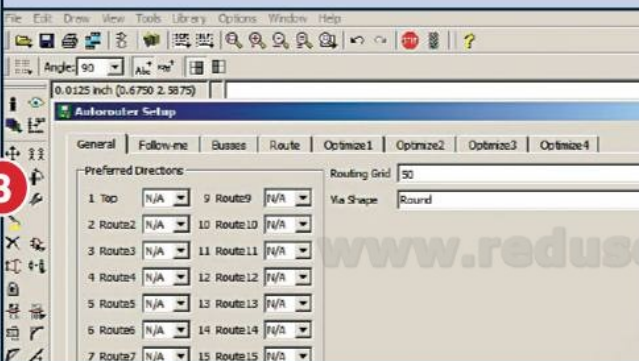 File Edit Draw View Tools Library Options Window Help
Angle: 90
0.0125 inch (0.6750 2.5875)
Autorouter Setup
General Follow-me Busses Route Optimize1 Optimize2 Optimize3 Optimize4
Preferred Directions
Routing Grid 50
1 Top N/A 9 Route9 N/A
Via Shape Round
2 Route2 N/A 10 Route10 N/A
3 Route3 N/A 11 Route11 N/A
4 Route4 N/A 12 Route12 N/A
5 Route5 N/A 13 Route13 N/A
6 Route6 N/A 14 Route14 N/A
7 Route7 N/A 15 Route15 N/A
3